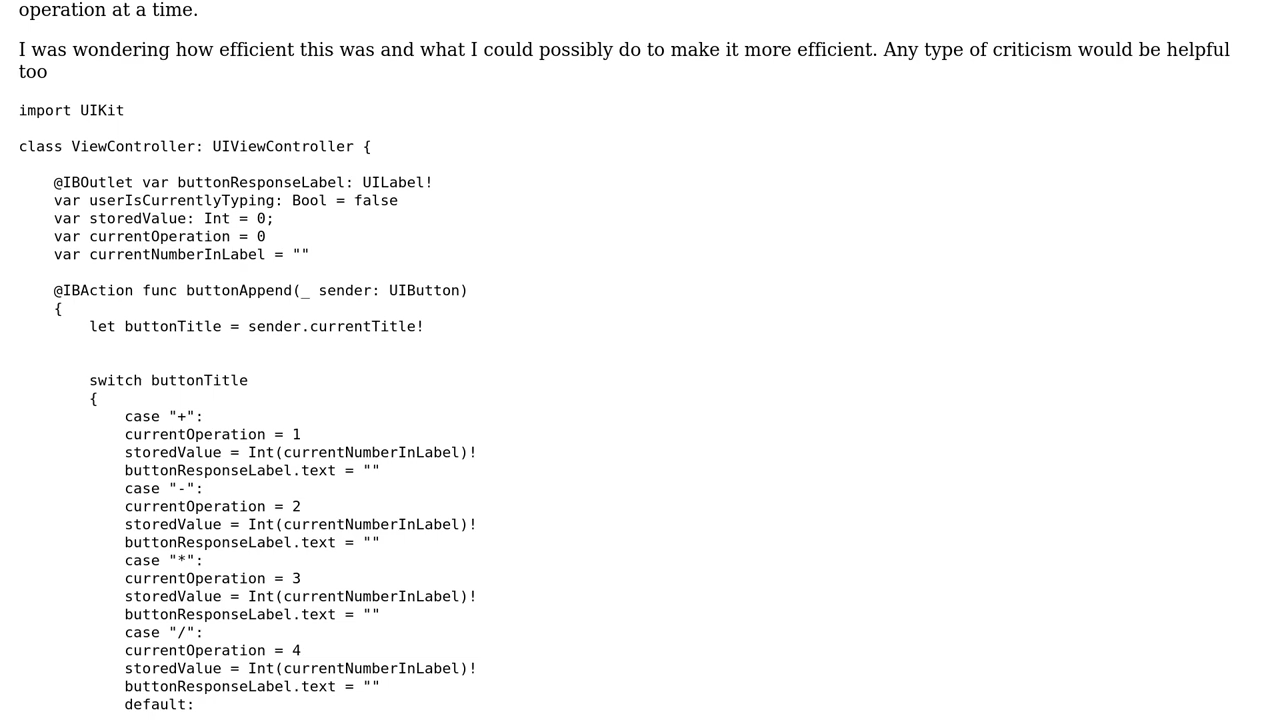 operation at a time.
I was wondering how efficient this was and what I could possibly do to make it more efficient. Any type of criticism would be helpful
too
import UIKit
class ViewController: UIViewController {
@IBOutlet var buttonResponseLabel: UILabel!
var userIsCurrentlyTyping: Bool = false
var storedValue: Int = 0;
var currentOperation = 0
var currentNumberInLabel = ""
@IBAction func buttonAppend(_ sender: UIButton)
{
let buttonTitle = sender.currentTitle!
switch buttonTitle
{
case "+":
currentOperation = 1
storedValue = Int(currentNumberInLabel)!
buttonResponseLabel.text = ""
case "-":
currentOperation = 2
storedValue = Int(currentNumberInLabel)!
buttonResponseLabel.text = ""
case "*":
currentOperation = 3
storedValue = Int(currentNumberInLabel)!
buttonResponseLabel.text = ""
case "/":
currentOperation = 4
storedValue = Int(currentNumberInLabel)!
buttonResponseLabel.text = ""
default: